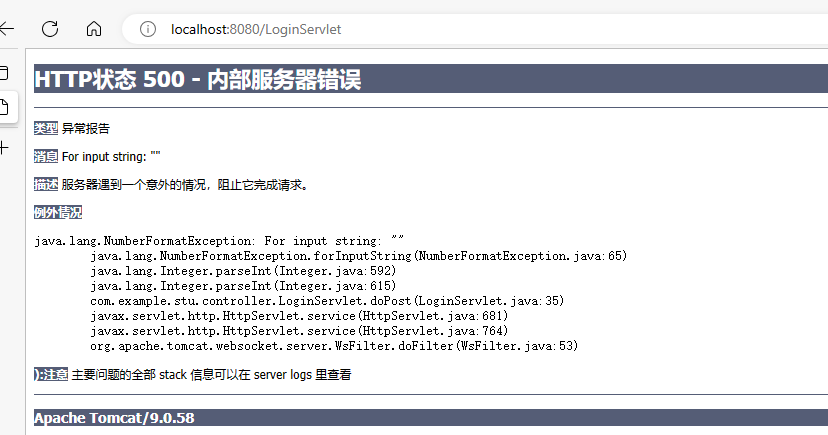 localhost:8080/LoginServlet
HTTP状态 500 - 内部服务器错误
类型 异常报告
消息 For input string: ""
描述 服务器遇到一个意外的情况，阻止它完成请求。
例外情况
java.lang.NumberFormatException: For input string: ""
java.lang.NumberFormatException.forInputString(NumberFormatException.java:65)
java.lang.Integer.parseInt(Integer.java:592)
java.lang.Integer.parseInt(Integer.java:615)
com.example.stu.controller.LoginServlet.doPost(LoginServlet.java:35)
javax.servlet.http.HttpServlet.service(HttpServlet.java:681)
javax.servlet.http.HttpServlet.service(HttpServlet.java:764)
org.apache.tomcat.websocket.server.WsFilter.doFilter(WsFilter.java:53)
):注意 主要问题的全部 stack 信息可以在 server logs 里查看
Apache Tomcat/9.0.58